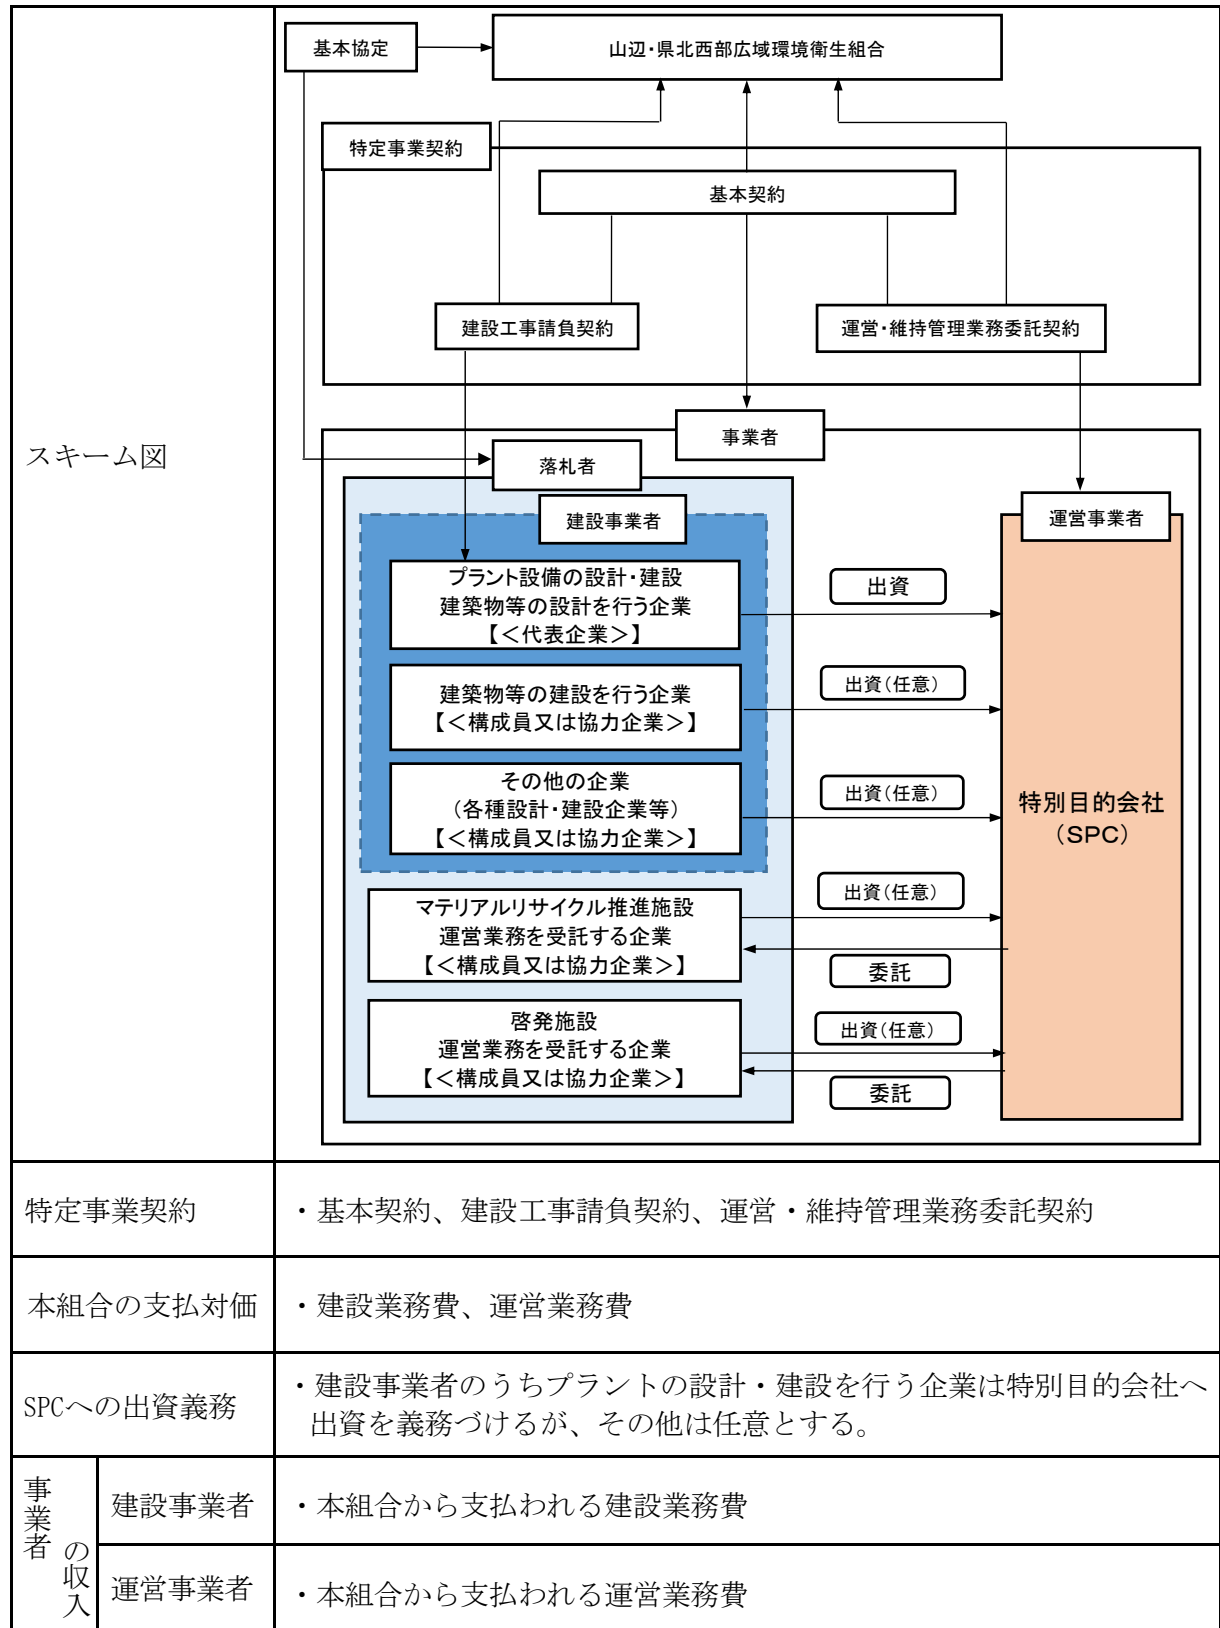 スキーム図
基本協定
山辺・県北西部広域環境衛生組合
特定事業契約
基本契約
建設工事請負契約
運営・維持管理業務委託契約
事業者
落札者
建設事業者
運営事業者
プラント設備の設計・建設
建築物等の設計を行う企業
【＜代表企業＞】
出資
建築物等の建設を行う企業
【＜構成員又は協力企業＞】
出資(任意)
その他の企業
（各種設計・建設企業等）
【＜構成員又は協力企業＞】
出資(任意)
特別目的会社
（SPC）
マテリアルリサイクル推進施設
運営業務を受託する企業
【＜構成員又は協力企業＞】
出資(任意)
委託
啓発施設
運営業務を受託する企業
【＜構成員又は協力企業＞】
出資(任意)
委託
特定事業契約
・基本契約、建設工事請負契約、運営・維持管理業務委託契約
本組合の支払対価
・建設業務費、運営業務費
SPCへの出資義務
・建設事業者のうちプラントの設計・建設を行う企業は特別目的会社へ
出資を義務づけるが、その他は任意とする。
事業者
の収入
建設事業者
・本組合から支払われる建設業務費
運営事業者
・本組合から支払われる運営業務費